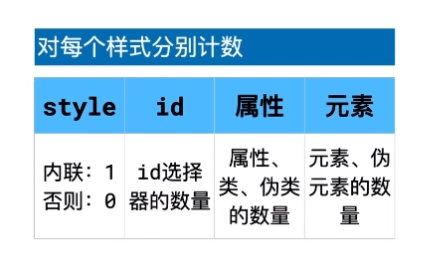 对每个样式分别计数
style id 属性 元素
内联：1
否则：0
id选择
器的数量
属性、
类、伪类
的数量
元素、伪
元素的数
量